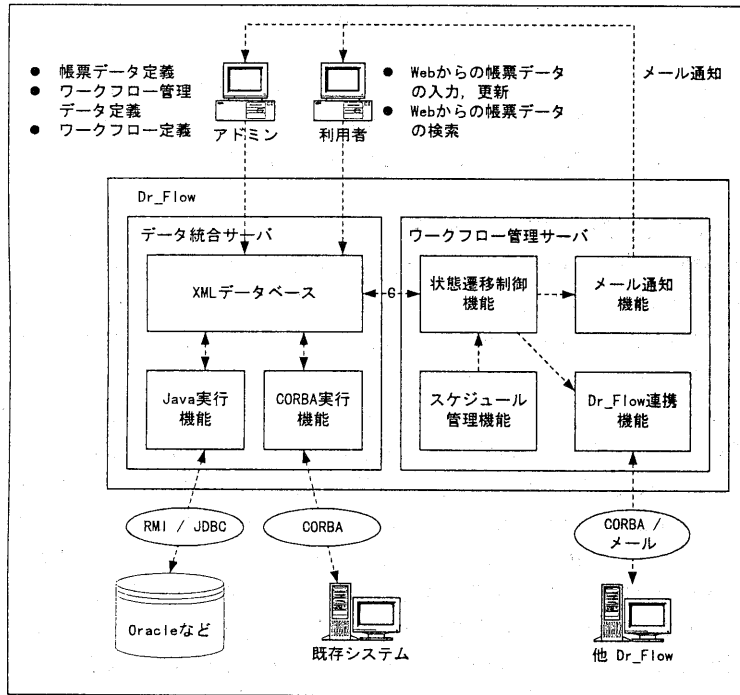 ● 帳票データ定義
● ワークフロー管理
データ定義
● ワークフロー定義
アドミン
利用者
● Webからの帳票データ
の入力, 更新
● Webからの帳票データ
の検索
メール通知
Dr_Flow
データ統合サーバ
XMLデータベース
Java実行
機能
CORBA実行
機能
ワークフロー管理サーバ
G
状態遷移制御
機能
メール通知
機能
スケジュール
管理機能
Dr_Flow連携
機能
RMI / JDBC
CORBA
CORBA /
メール
Oracleなど
既存システム
他 Dr_Flow